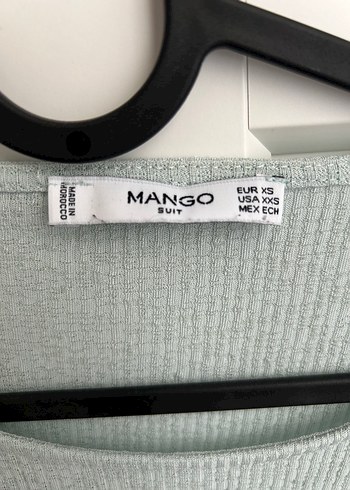 MADE IN
MOROCCO
MANGO
SUIT
EUR XS
USA XXS
MEX ECH